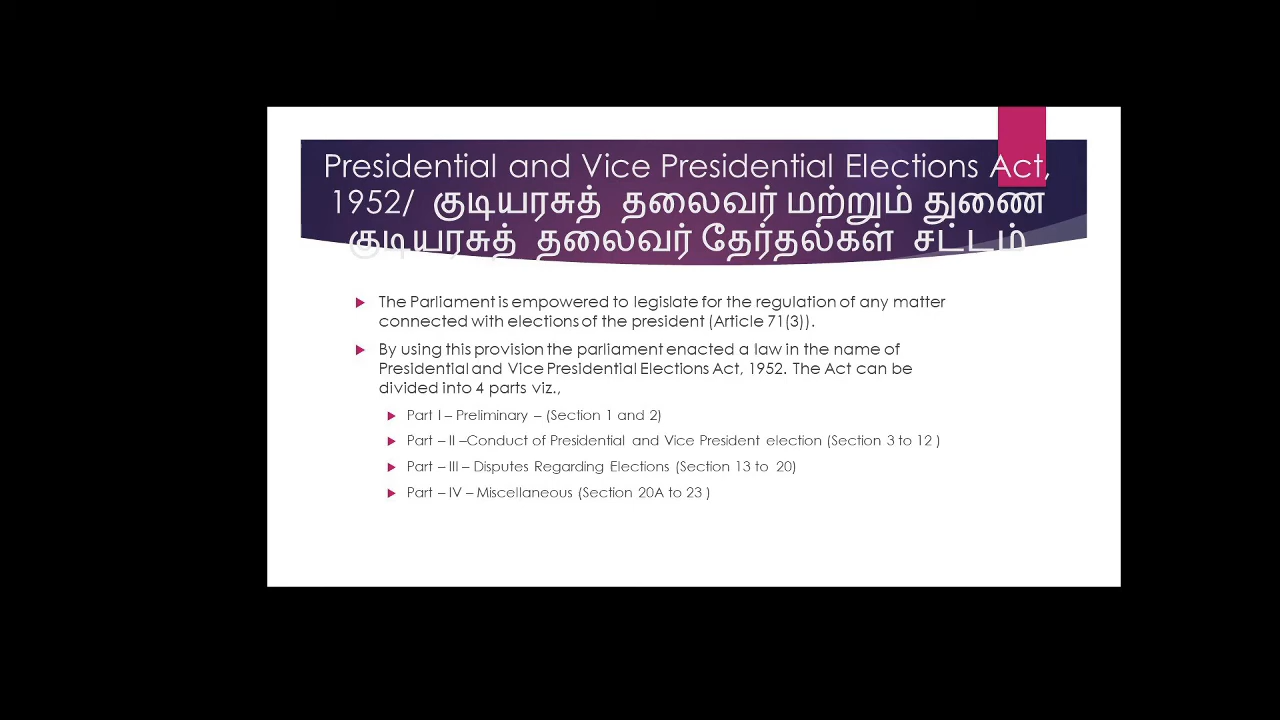 Presidential and Vice Presidential Elections Act,
1952/ குடியரசுத் தலைவர் மற்றும் துணை
குடியரசுத் தலைவர் தேர்தல்கள் சட்டம்
The Parliament is empowered to legislate for the regulation of any matter
connected with elections of the president (Article 71(3)).
By using this provision the parliament enacted a law in the name of
Presidential and Vice Presidential Elections Act, 1952. The Act can be
divided into 4 parts viz.,
Part I – Preliminary – (Section 1 and 2)
Part – II –Conduct of Presidential and Vice President election (Section 3 to 12 )
Part – III – Disputes Regarding Elections (Section 13 to 20)
Part – IV – Miscellaneous (Section 20A to 23 )